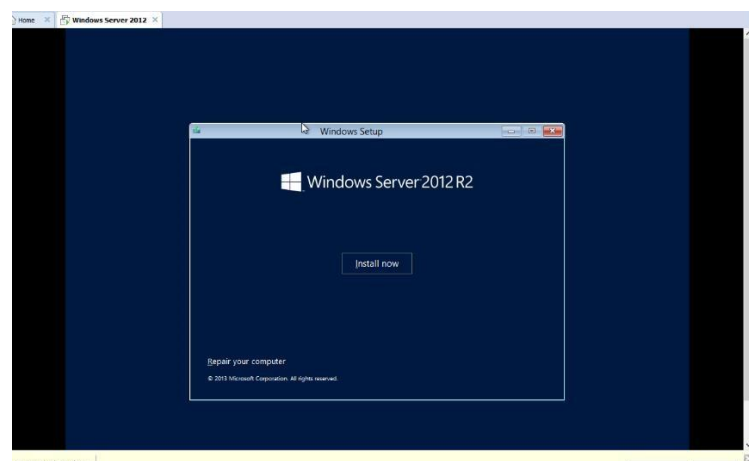 Home
Windows Server 2012
Windows Setup
Windows Server 2012 R2
Install now
Repair your computer
© 2013 Microsoft Corporation. All rights reserved.